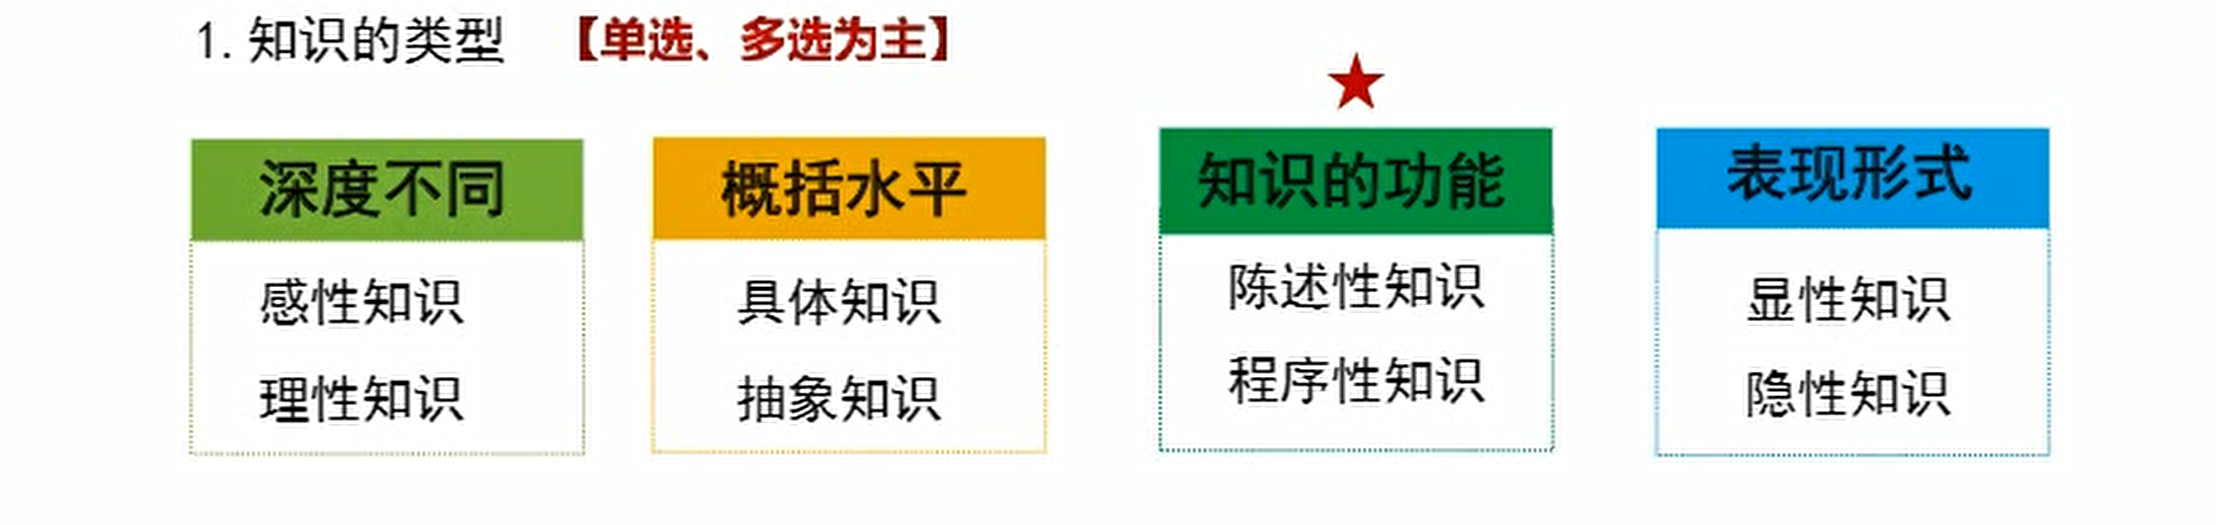 1. 知识的类型 【单选、多选为主】
深度不同
感性知识
理性知识
概括水平
具体知识
抽象知识
知识的功能
陈述性知识
程序性知识
表现形式
显性知识
隐性知识